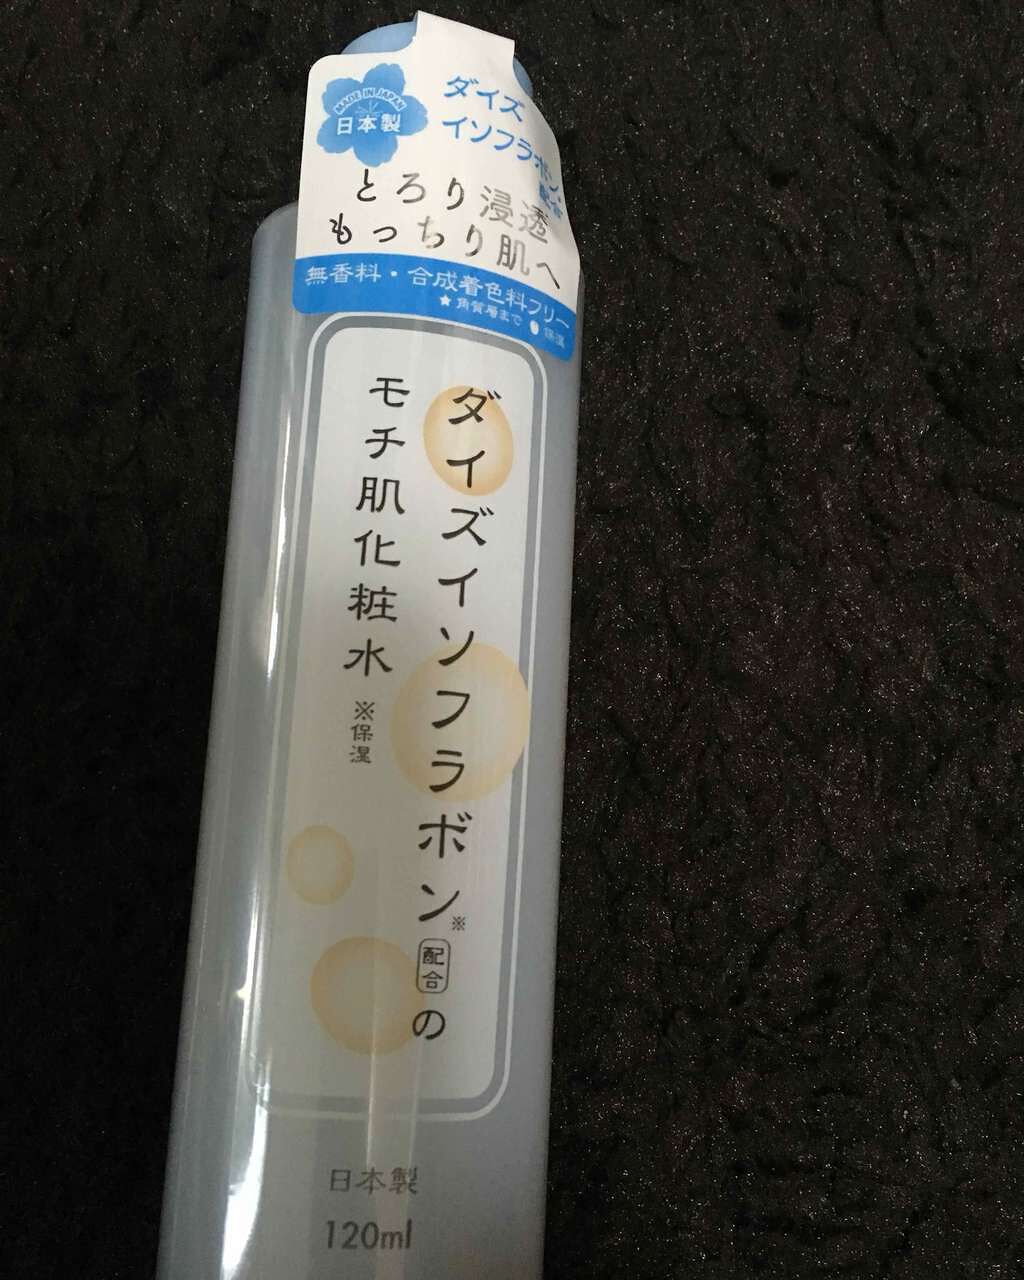 MADE IN JAPAN
日本製
ダイズ
イソフラボン
配合
とろり浸透
もっちり肌へ
無香料・合成着色料フリー
★角質層まで ●保湿
ダイズインフラボン※配合の
モチ肌化粧水※保湿
日本製
120ml